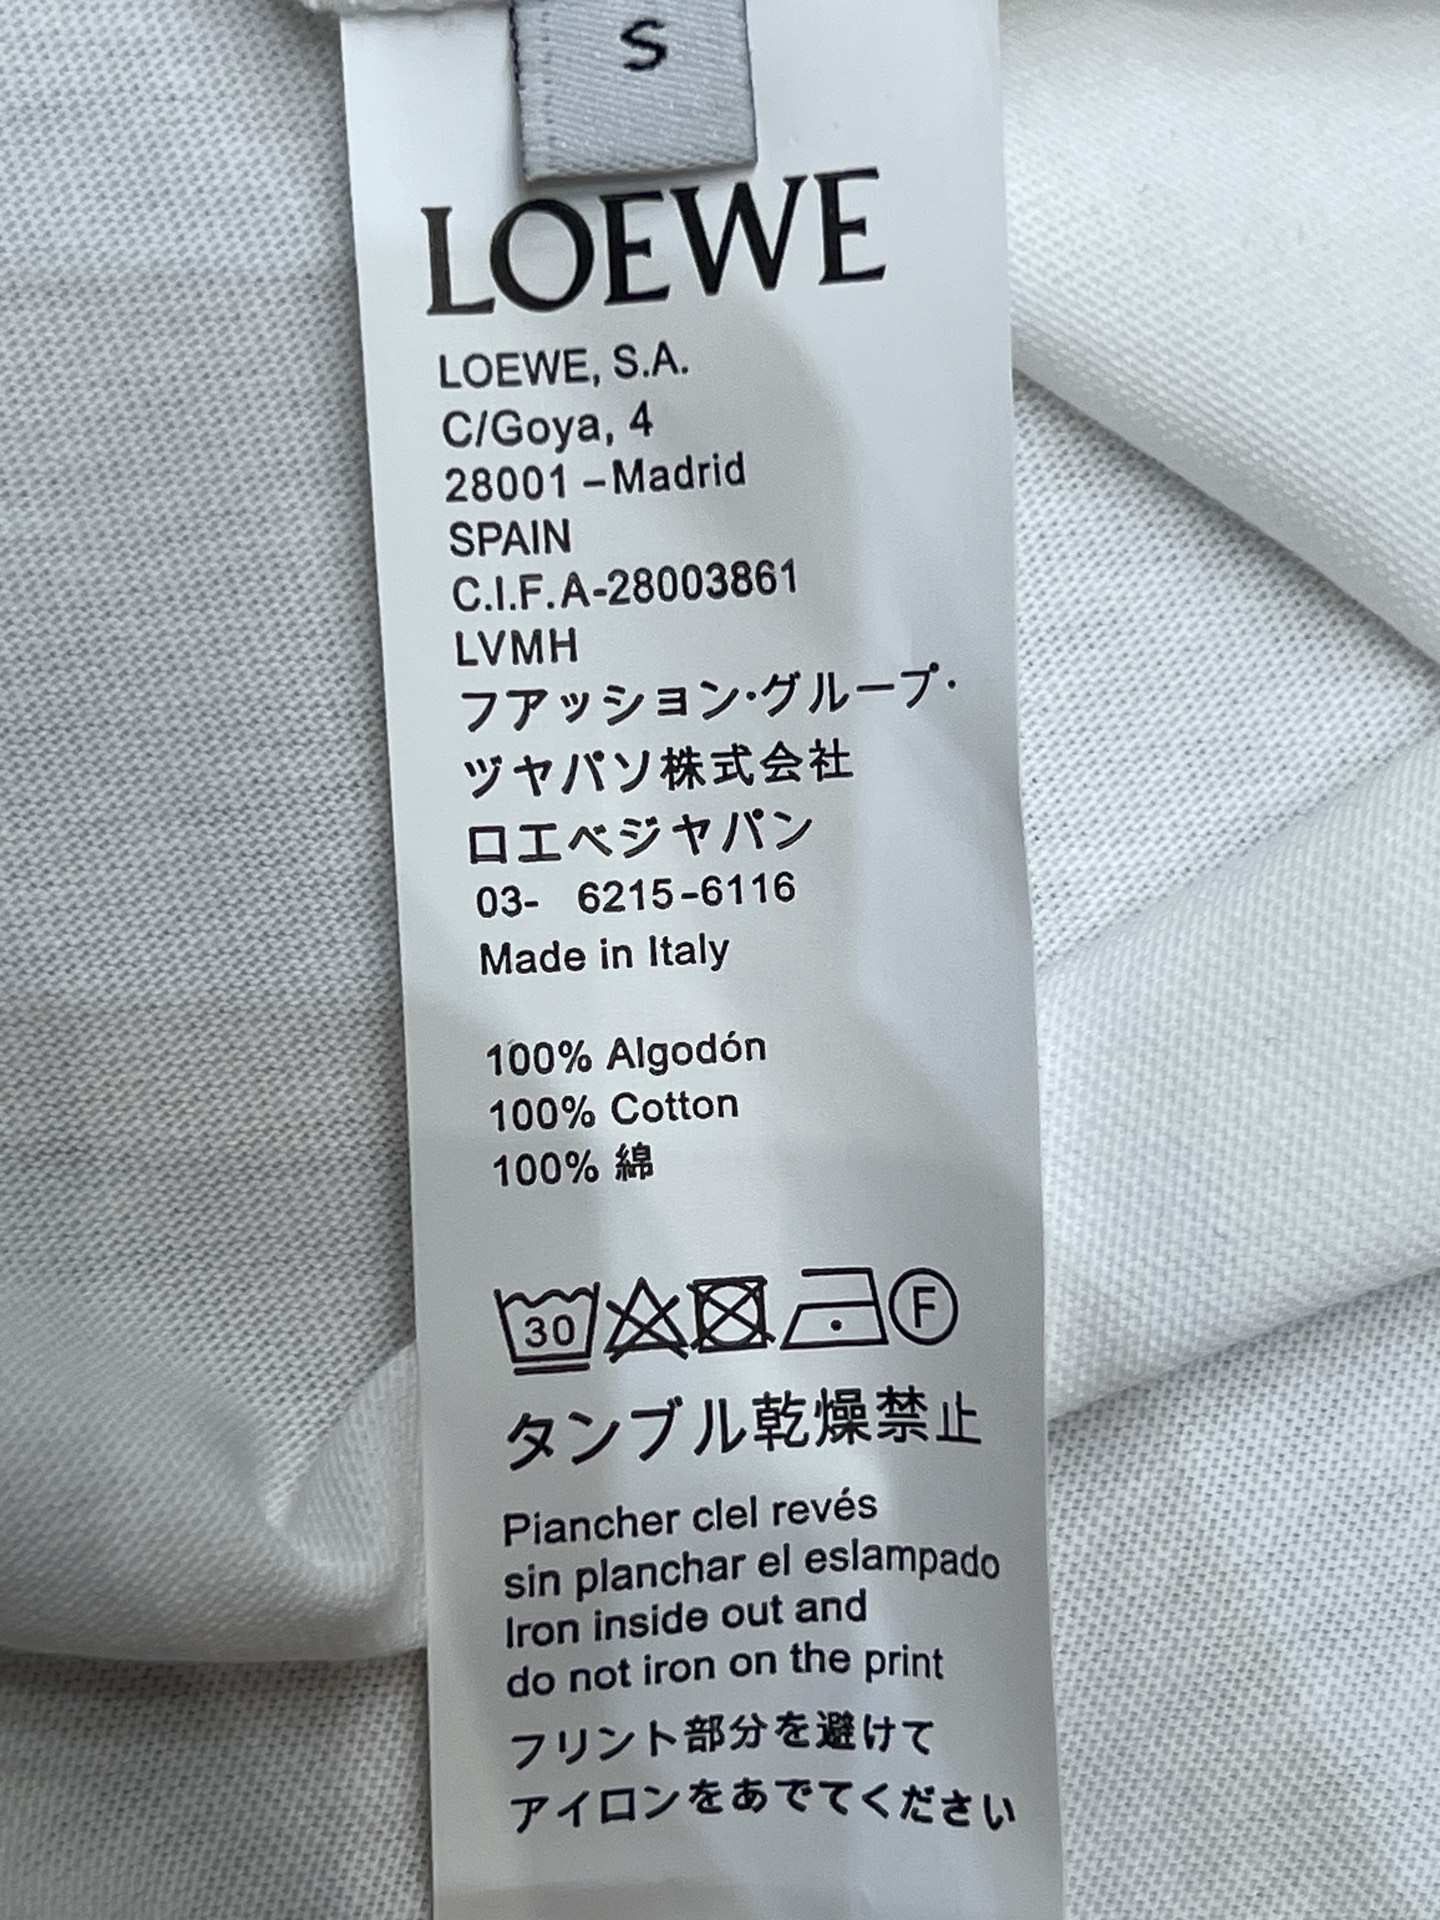 S
LOEWE
LOEWE, S.A.
C/Goya, 4
28001 –Madrid
SPAIN
C.I.F.A-28003861
LVMH
フアッション·グループ·
ヅヤパソ株式会社
ロエベジヤパン
03- 6215-6116
Made in Italy
100% Algodón
100% Cotton
100% 綿
30 F
タンブル乾燥禁止
Piancher clel revés
sin planchar el eslampado
Iron inside out and
do not iron on the print
フリント部分を避けて
アイロンをあでてください